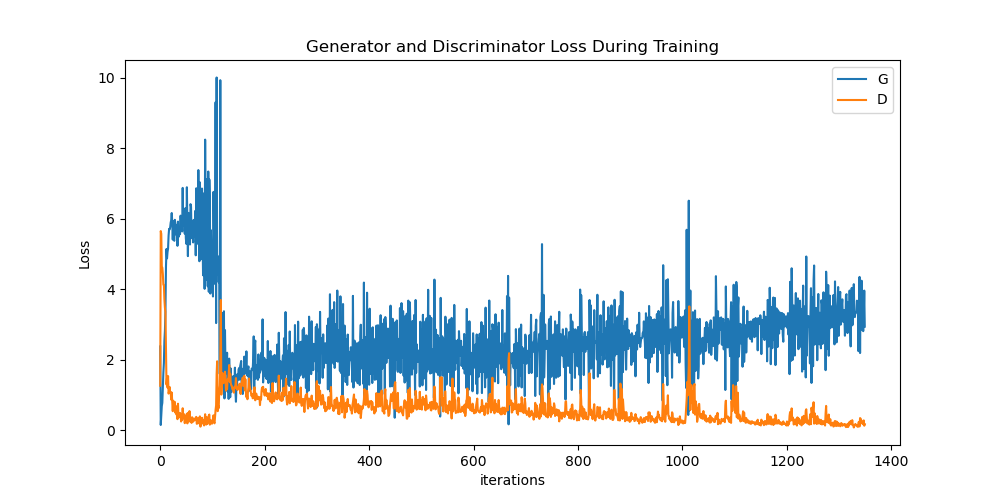 Generator and Discriminator Loss During Training
G
D
10
8
6
4
2
0
Loss
0 200 400 600 800 1000 1200 1400
iterations